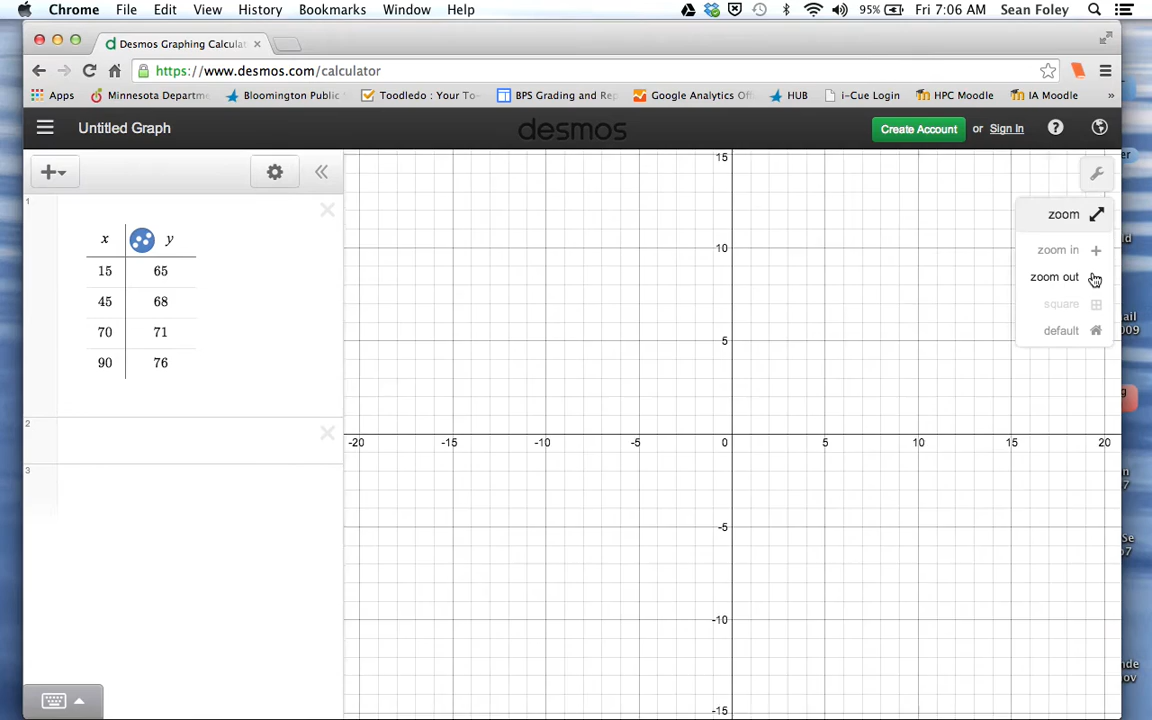 Chrome File Edit View History Bookmarks Window Help 95% Fri 7:06 AM Sean Foley
Desmos Graphing Calculat
https://www.desmos.com/calculator
Apps Minnesota Departme Bloomington Public Toodledo : Your To- BPS Grading and Rep Google Analytics Offi HUB i-Cue Login HPC Moodle IA Moodle »
Untitled Graph desmos Create Account or Sign In
1
x y
15 65
45 68
70 71
90 76
2
3
zoom
zoom in
zoom out
square
default
15
10
5
-20 -15 -10 -5 0 5 10 15 20
-5
-10
-15